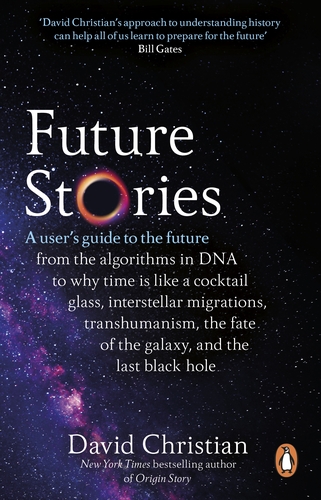 ‘David Christian’s approach to understanding history
can help all of us learn to prepare for the future’
Bill Gates
Future
Stories
A user’s guide to the future
from the algorithms in DNA
to why time is like a cocktail
glass, interstellar migrations,
transhumanism, the fate
of the galaxy, and the
last black hole
David Christian
New York Times bestselling author
of Origin Story